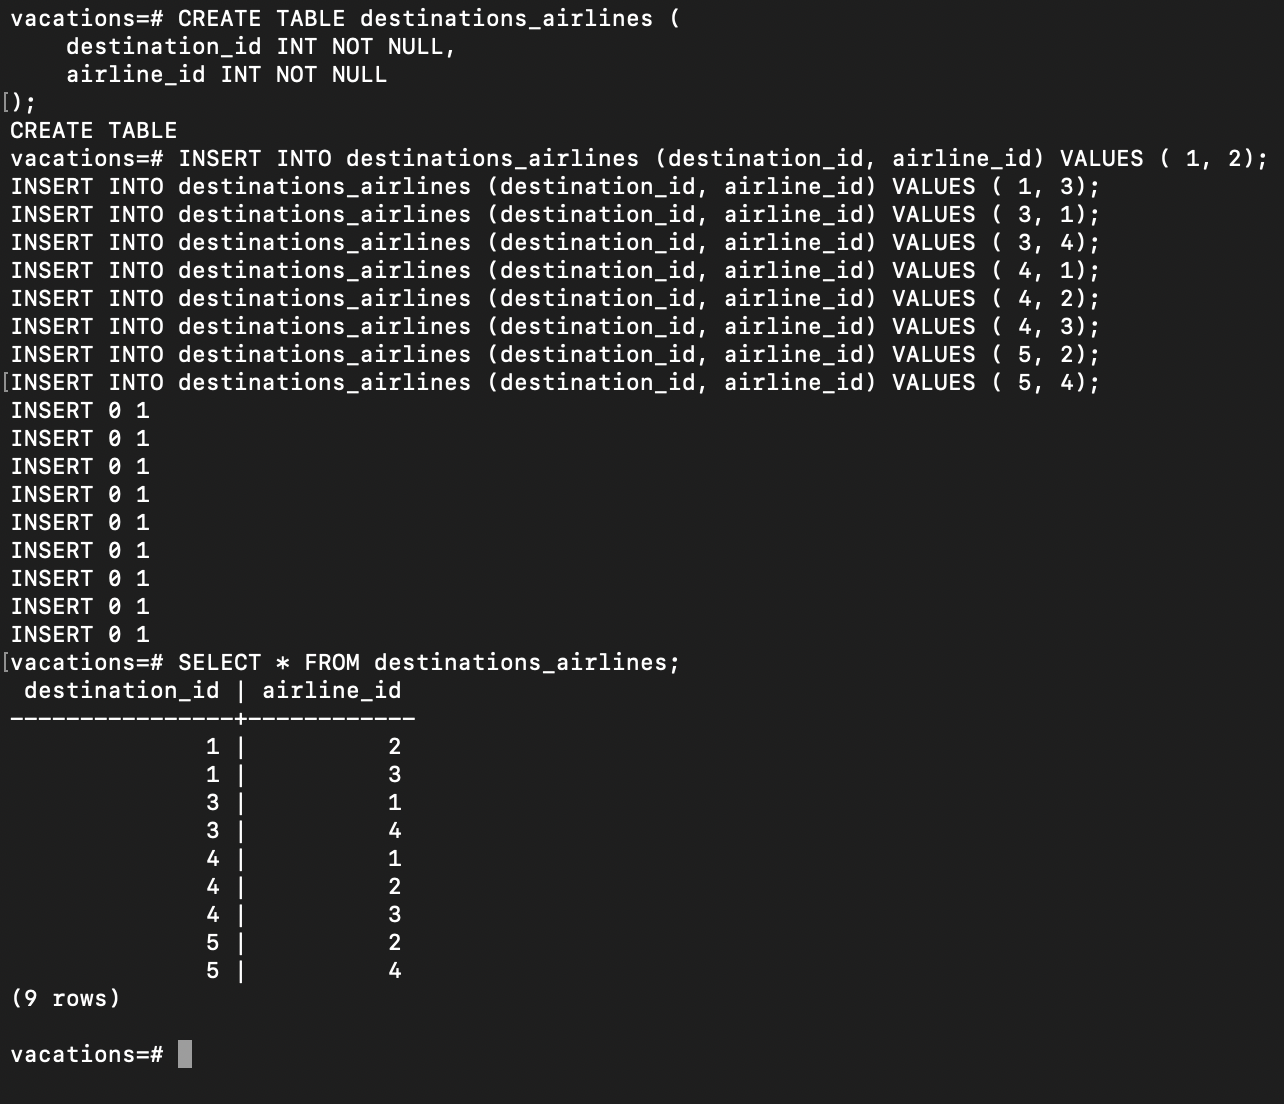 vacations=# CREATE TABLE destinations_airlines (
    destination_id INT NOT NULL,
    airline_id INT NOT NULL
[);
CREATE TABLE
vacations=# INSERT INTO destinations_airlines (destination_id, airline_id) VALUES ( 1, 2);
INSERT INTO destinations_airlines (destination_id, airline_id) VALUES ( 1, 3);
INSERT INTO destinations_airlines (destination_id, airline_id) VALUES ( 3, 1);
INSERT INTO destinations_airlines (destination_id, airline_id) VALUES ( 3, 4);
INSERT INTO destinations_airlines (destination_id, airline_id) VALUES ( 4, 1);
INSERT INTO destinations_airlines (destination_id, airline_id) VALUES ( 4, 2);
INSERT INTO destinations_airlines (destination_id, airline_id) VALUES ( 4, 3);
INSERT INTO destinations_airlines (destination_id, airline_id) VALUES ( 5, 2);
[INSERT INTO destinations_airlines (destination_id, airline_id) VALUES ( 5, 4);
INSERT 0 1
INSERT 0 1
INSERT 0 1
INSERT 0 1
INSERT 0 1
INSERT 0 1
INSERT 0 1
INSERT 0 1
INSERT 0 1
[vacations=# SELECT * FROM destinations_airlines;
 destination_id | airline_id
----------------+------------
              1 |          2
              1 |          3
              3 |          1
              3 |          4
              4 |          1
              4 |          2
              4 |          3
              5 |          2
              5 |          4
(9 rows)
vacations=#